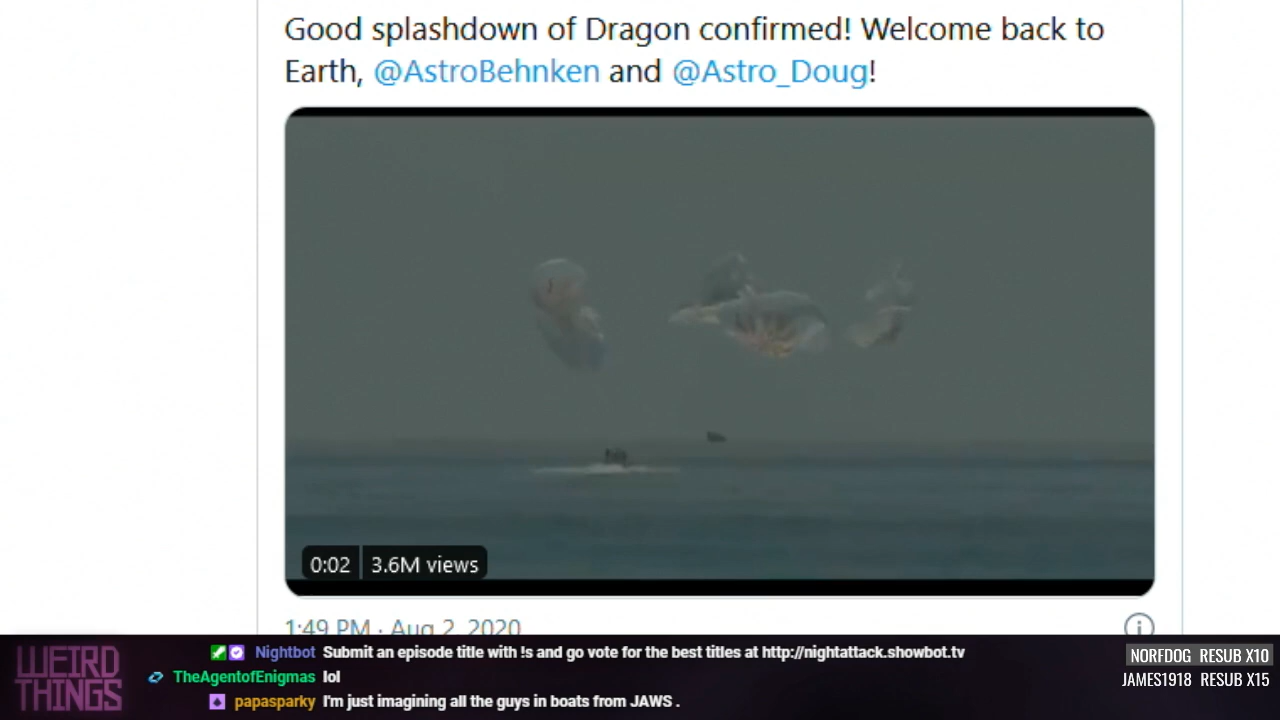 Good splashdown of Dragon confirmed! Welcome back to
Earth, @AstroBehnken and @Astro_Doug!
0:02 3.6M views
1:49 PM · Aug 2, 2020
WEIRD
THINGS
Nightbot Submit an episode title with !s and go vote for the best titles at http://nightattack.showbot.tv
TheAgentofEnigmas lol
papasparky I'm just imagining all the guys in boats from JAWS .
NORFDOG RESUB X10
JAMES1918 RESUB X15